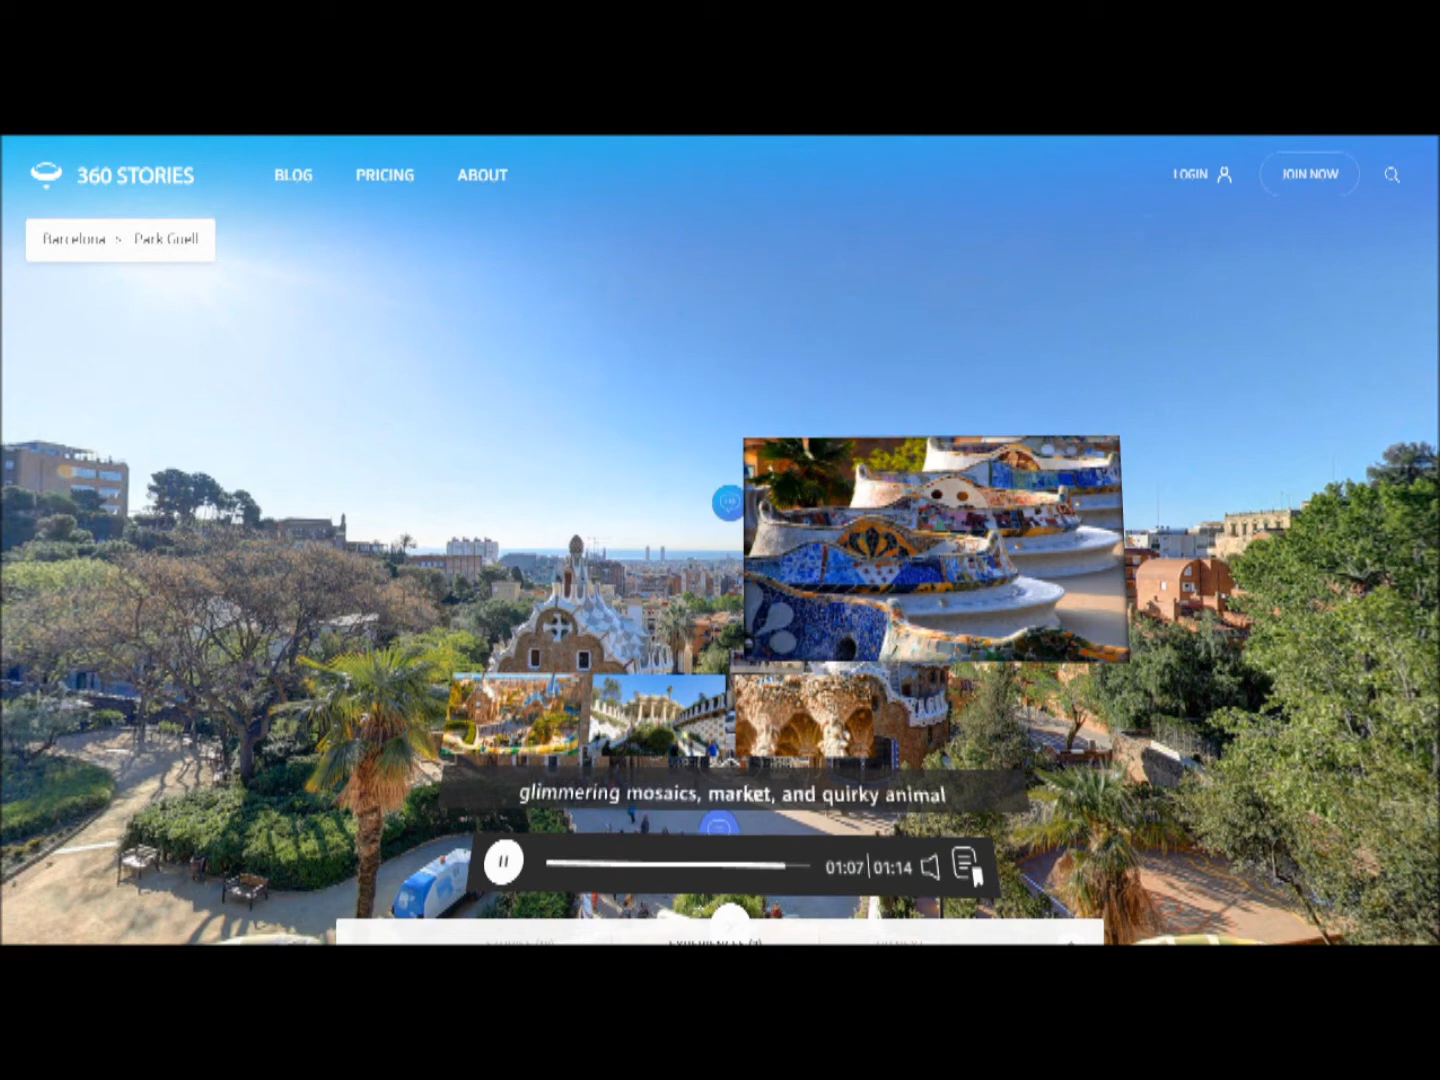 360 STORIES
BLOG
PRICING
ABOUT
LOGIN
JOIN NOW
Barcelona > Park Guell
glimmering mosaics, market, and quirky animal
01:07|01:14